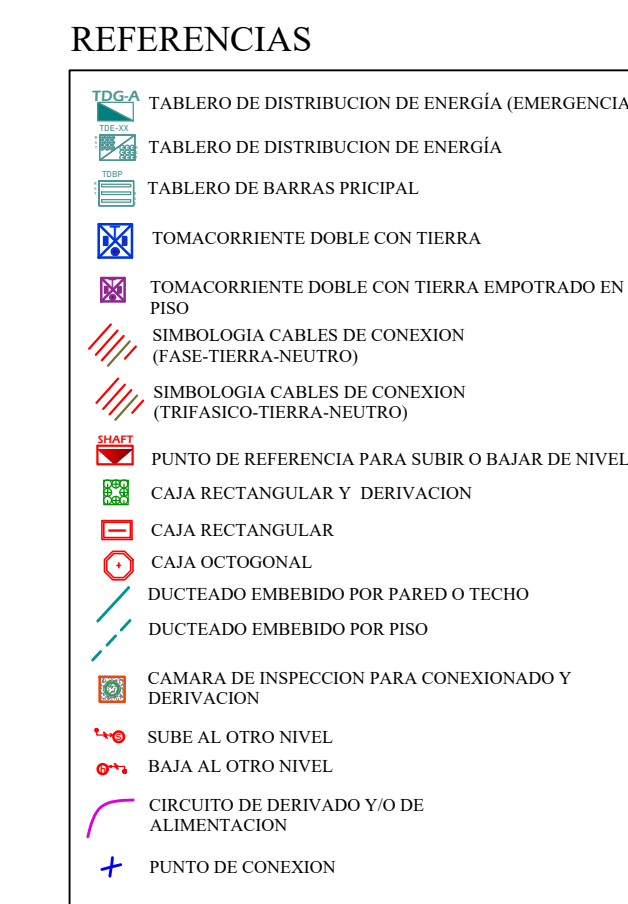 REFERENCIAS
TDG-A
TABLERO DE DISTRIBUCION DE ENERGÍA (EMERGENCIA
TDE-XX
TABLERO DE DISTRIBUCION DE ENERGÍA
TDBP
TABLERO DE BARRAS PRICIPAL
TOMACORRIENTE DOBLE CON TIERRA
TOMACORRIENTE DOBLE CON TIERRA EMPOTRADO EN
PISO
SIMBOLOGIA CABLES DE CONEXION
(FASE-TIERRA-NEUTRO)
SIMBOLOGIA CABLES DE CONEXION
(TRIFASICO-TIERRA-NEUTRO)
SHAFT
PUNTO DE REFERENCIA PARA SUBIR O BAJAR DE NIVEL
CAJA RECTANGULAR Y DERIVACION
CAJA RECTANGULAR
CAJA OCTOGONAL
DUCTEADO EMBEBIDO POR PARED O TECHO
DUCTEADO EMBEBIDO POR PISO
CAMARA DE INSPECCION PARA CONEXIONADO Y
DERIVACION
SUBE AL OTRO NIVEL
BAJA AL OTRO NIVEL
CIRCUITO DE DERIVADO Y/O DE
ALIMENTACION
PUNTO DE CONEXION